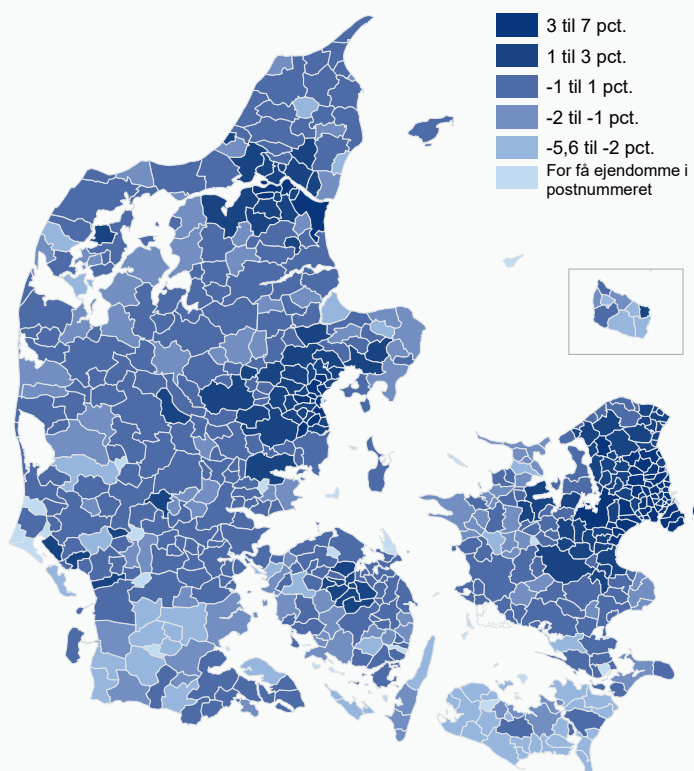 3 til 7 pct.
1 til 3 pct.
-1 til 1 pct.
-2 til -1 pct.
-5,6 til -2 pct.
For få ejendomme i
postnummeret